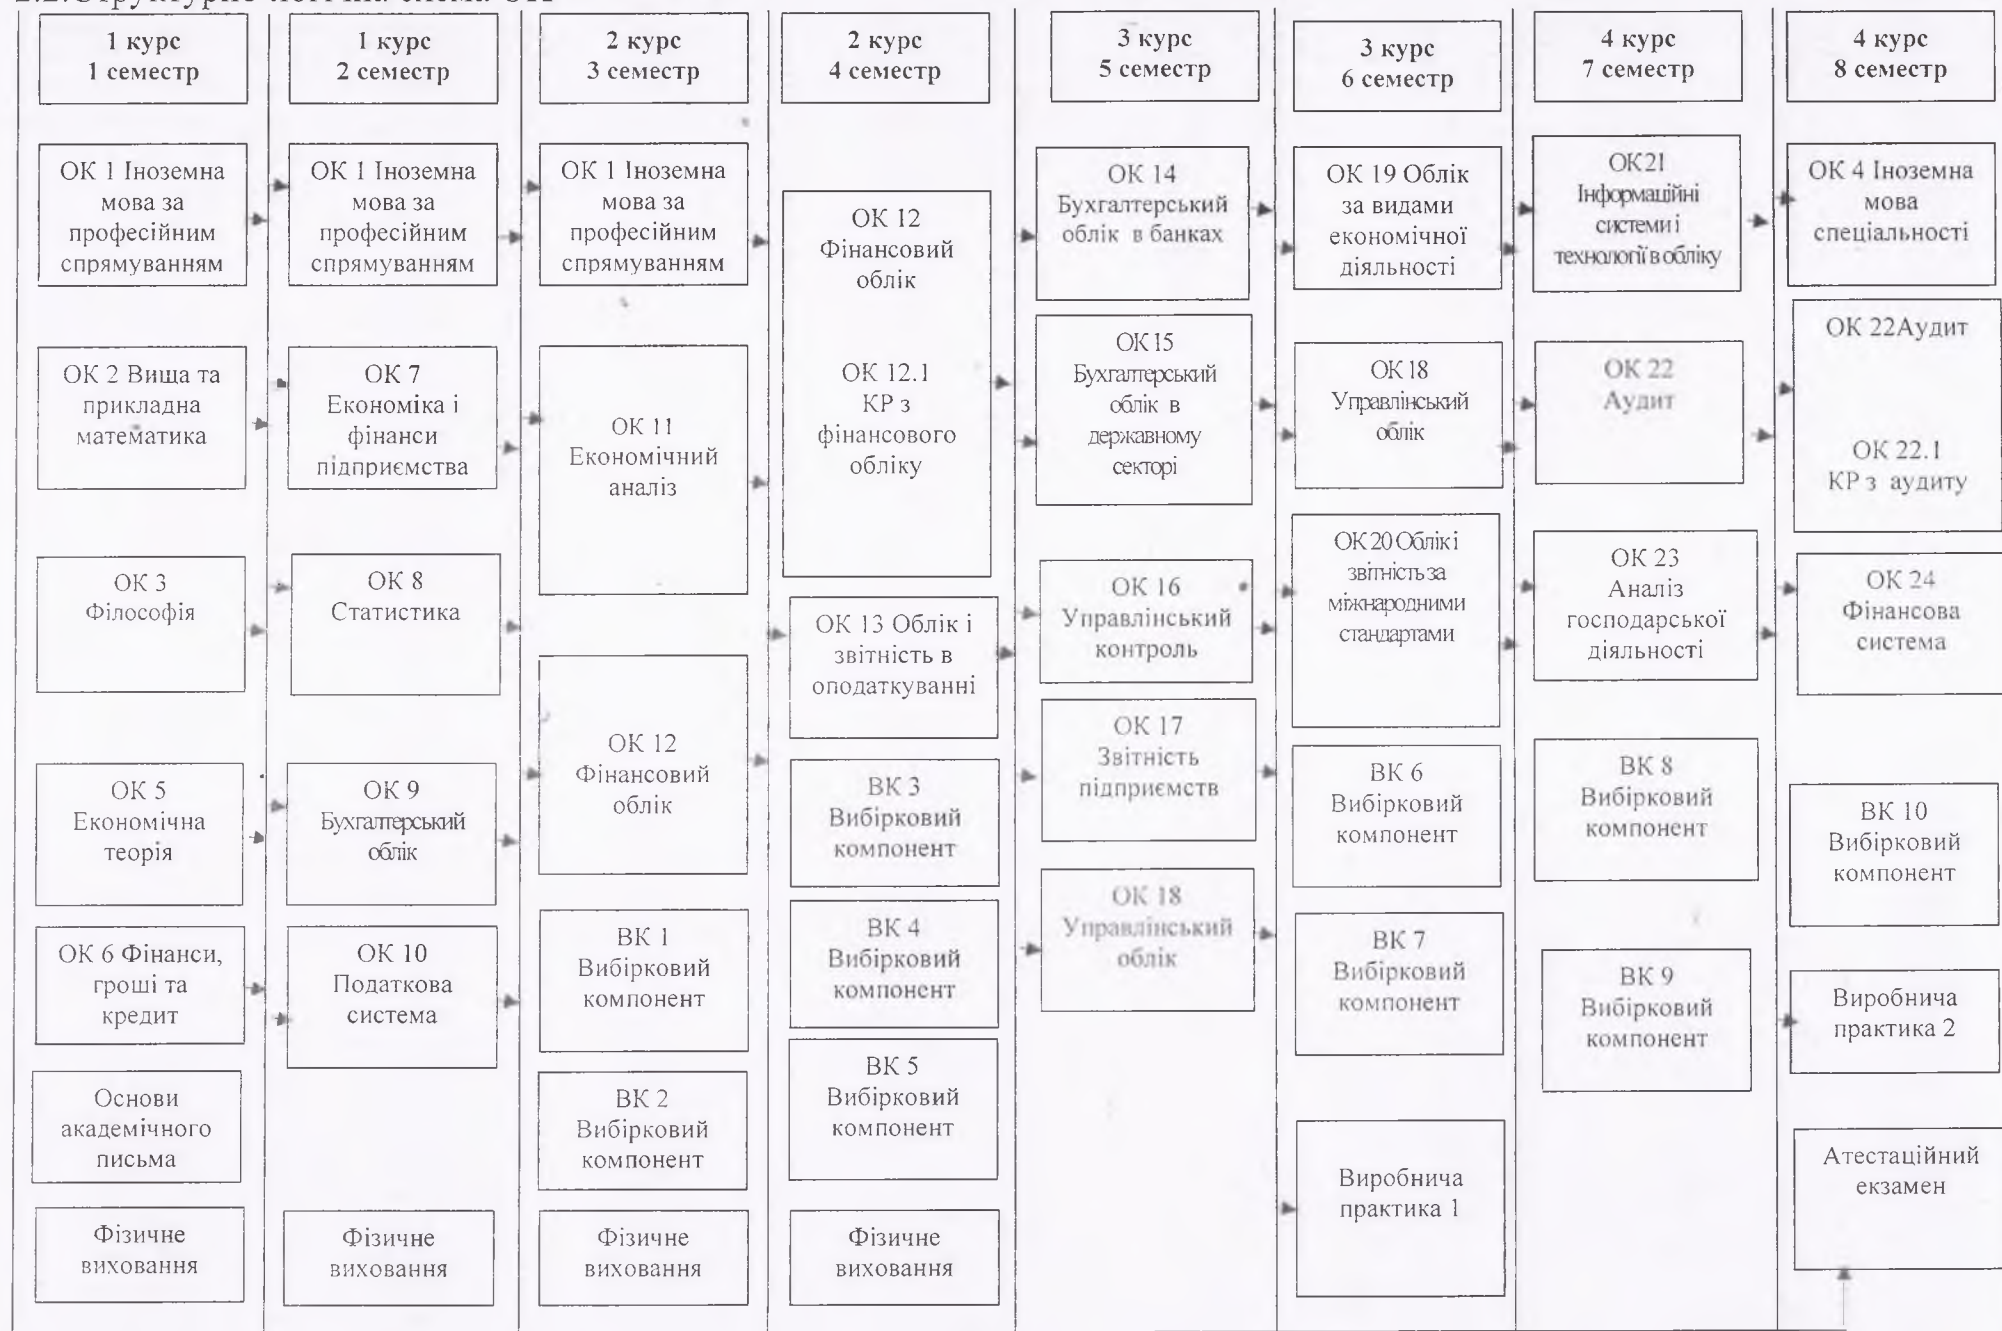 1 курс
1 семестр
ОК 1 Іноземна
мова за
професійним
спрямуванням
ОК 2 Вища та
прикладна
математика
ОК 3
Філософія
ОК 5
Економічна
теорія
ОК 6 Фінанси,
гроші та
кредит
Основи
академічного
письма
Фізичне
виховання
1 курс
2 семестр
ОК 1 Іноземна
мова за
професійним
спрямуванням
ОК 7
Економіка і
фінанси
підприємства
ОК 8
Статистика
ОК 9
Бухгалтерський
облік
ОК 10
Податкова
система
Фізичне
виховання
2 курс
3 семестр
ОК 1 Іноземна
мова за
професійним
спрямуванням
ОК 11
Економічний
аналіз
ОК 12
Фінансовий
облік
ВК 1
Вибірковий
компонент
ВК 2
Вибірковий
компонент
Фізичне
виховання
2 курс
4 семестр
ОК 12
Фінансовий
облік
ОК 12.1
КР з
фінансового
обліку
ОК 13 Облік і
звітність в
оподаткуванні
ВК 3
Вибірковий
компонент
ВК 4
Вибірковий
компонент
ВК 5
Вибірковий
компонент
Фізичне
виховання
3 курс
5 семестр
ОК 14
Бухгалтерський
облік в банках
ОК 15
Бухгалтерський
облік в
державному
секторі
ОК 16
Управлінський
контроль
ОК 17
Звітність
підприємств
ОК 18
Управлінський
облік
3 курс
6 семестр
ОК 19 Облік
за видами
економічної
діяльності
ОК 18
Управлінський
облік
ОК 20 Облік і
звітність за
міжнародними
стандартами
ВК 6
Вибірковий
компонент
ВК 7
Вибірковий
компонент
Виробнича
практика 1
4 курс
7 семестр
ОК21
Інформаційні
системи і
технології в обліку
ОК 22
Аудит
ОК 23
Аналіз
господарської
діяльності
ВК 8
Вибірковий
компонент
ВК 9
Вибірковий
компонент
4 курс
8 семестр
ОК 4 Іноземна
мова
спеціальності
ОК 22Аудит
ОК 22.1
КР з аудиту
ОК 24
Фінансова
система
ВК 10
Вибірковий
компонент
Виробнича
практика 2
Атестаційний
екзамен